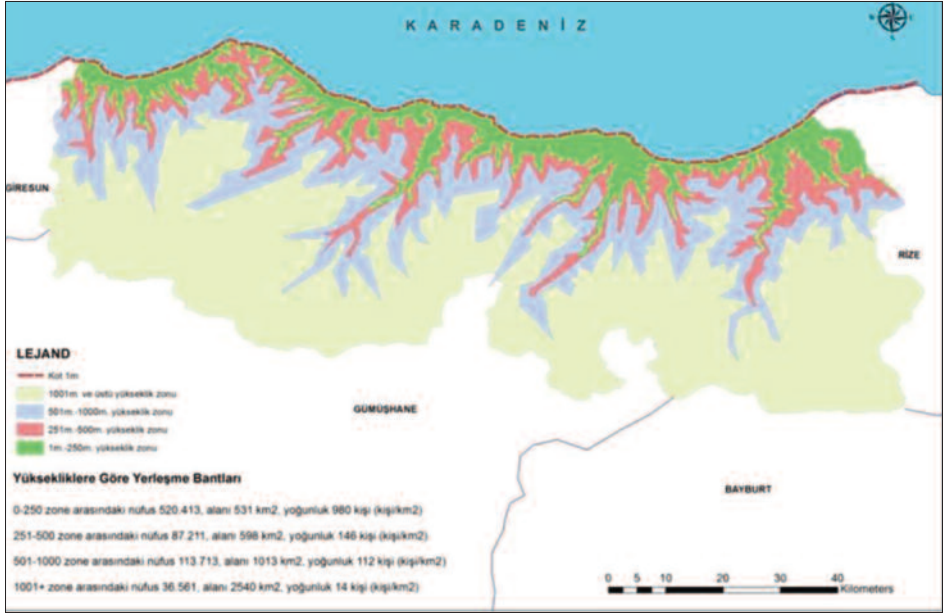 KARADENİZ
GİRESUN
RİZE
LEJAND
Kot 1m
1001m. ve üstü yükseklik zonu
501m.-1000m. yükseklik zonu
251m.-500m. yükseklik zonu
1m.-250m. yükseklik zonu
GÜMÜŞHANE
BAYBURT
Yüksekliklere Göre Yerleşme Bantları
0-250 zone arasındaki nüfus 520.413, alanı 531 km2, yoğunluk 980 kişi (kişi/km2)
251-500 zone arasındaki nüfus 87.211, alanı 598 km2, yoğunluk 146 kişi (kişi/km2)
501-1000 zone arasındaki nüfus 113.713, alanı 1013 km2, yoğunluk 112 kişi (kişi/km2)
1001+ zone arasındaki nüfus 36.561, alanı 2540 km2, yoğunluk 14 kişi (kişi/km2)
0 5 10 20 30 40
Kilometers